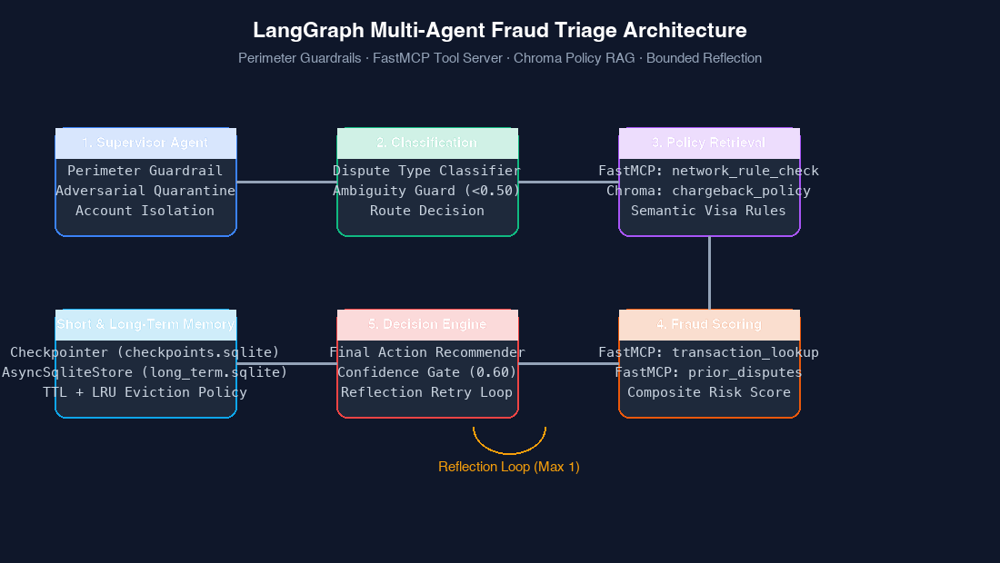 LangGraph Multi-Agent Fraud Triage Architecture
Perimeter Guardrails · FastMCP Tool Server · Chroma Policy RAG · Bounded Reflection
1. Supervisor Agent
Perimeter Guardrail
Adversarial Quarantine
Account Isolation
2. Classification
Dispute Type Classifier
Ambiguity Guard (<0.50)
Route Decision
3. Policy Retrieval
FastMCP: network_rule_check
Chroma: chargeback_policy
Semantic Visa Rules
Short & Long-Term Memory
Checkpointer (checkpoints.sqlite)
AsyncSqliteStore (long_term.sqlite)
TTL + LRU Eviction Policy
5. Decision Engine
Final Action Recommender
Confidence Gate (0.60)
Reflection Retry Loop
4. Fraud Scoring
FastMCP: transaction_lookup
FastMCP: prior_disputes
Composite Risk Score
Reflection Loop (Max 1)